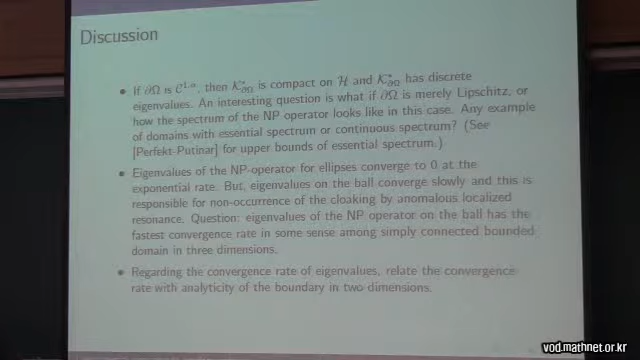 Discussion
• If ∂Ω is C^{1,α}, then K*_{∂Ω} is compact on H and K*_{∂Ω} has discrete
eigenvalues. An interesting question is what if ∂Ω is merely Lipschitz, or
how the spectrum of the NP operator looks like in this case. Any example
of domains with essential spectrum or continuous spectrum? (See
[Perfekt-Putinar] for upper bounds of essential spectrum.)
• Eigenvalues of the NP-operator for ellipses converge to 0 at the
exponential rate. But, eigenvalues on the ball converge slowly and this is
responsible for non-occurrence of the cloaking by anomalous localized
resonance. Question: eigenvalues of the NP operator on the ball has the
fastest convergence rate in some sense among simply connected bounded
domain in three dimensions.
• Regarding the convergence rate of eigenvalues, relate the convergence
rate with analyticity of the boundary in two dimensions.
vod.mathnet.or.kr